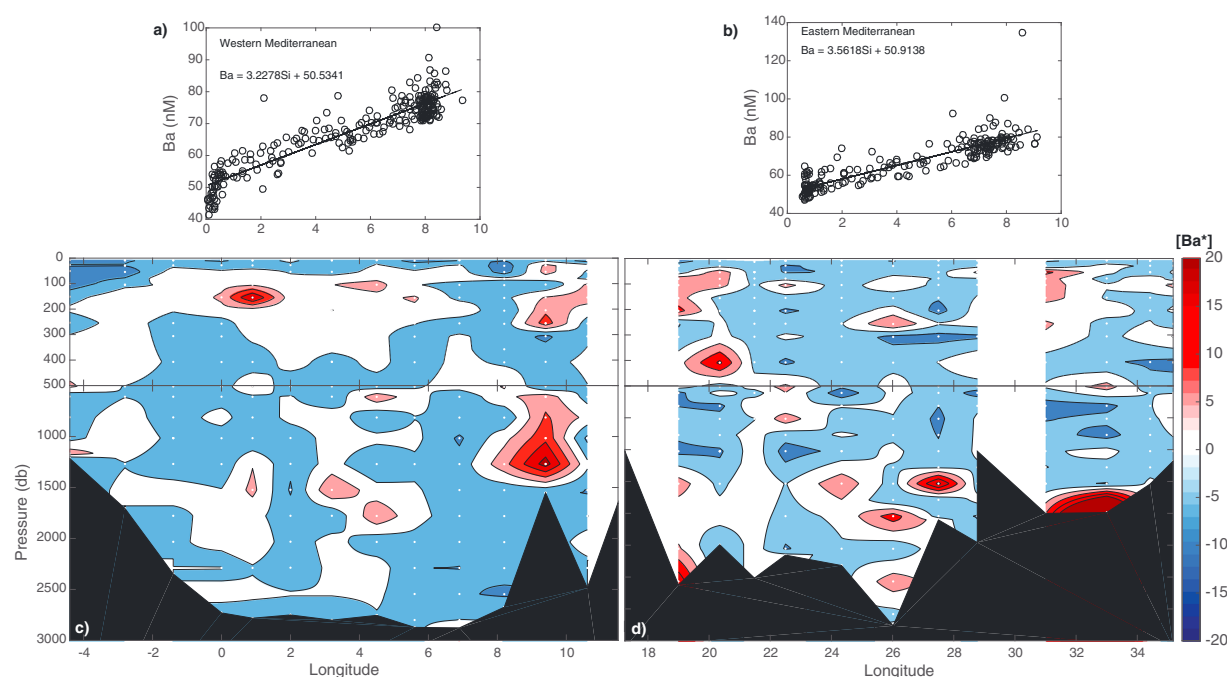 a)
Western Mediterranean
Ba = 3.2278Si + 50.5341
Ba (nM)
100
90
80
70
60
50
40
0 2 4 6 8 10
b)
Eastern Mediterranean
Ba = 3.5618Si + 50.9138
Ba (nM)
140
120
100
80
60
40
0 2 4 6 8 10
[Ba*]
20
15
10
5
0
-5
-10
-15
-20
Pressure (db)
0
100
200
300
400
500
1000
1500
2000
2500
3000
c)
-4 -2 0 2 4 6 8 10
Longitude
d)
18 20 22 24 26 28 30 32 34
Longitude